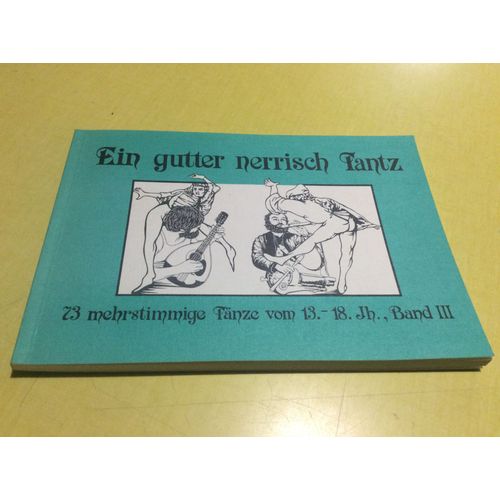 Ein gutter nerrisch Tantz
73 mehrstimmige Tänze vom 13.- 18. Jh., Band III